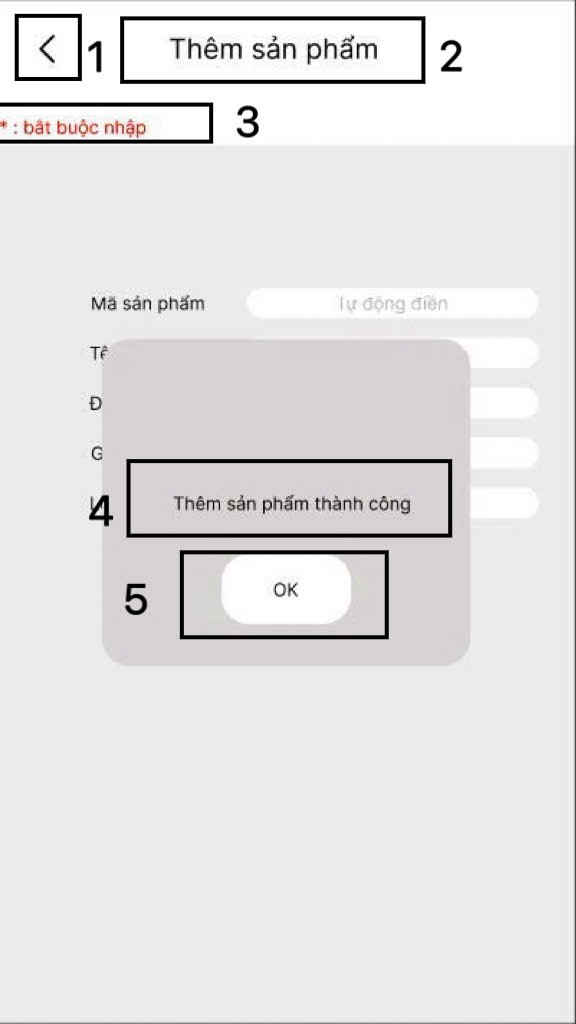 <
1
Thêm sản phẩm
2
* : bắt buộc nhập
3
Mã sản phẩm
Tự động điền
Tê
Đ
G
4
Thêm sản phẩm thành công
5
OK